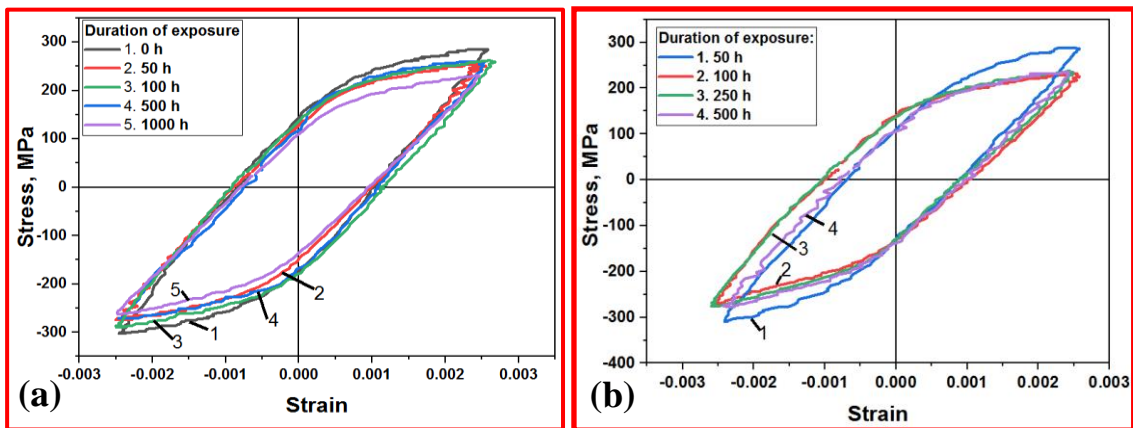 Duration of exposure
1. 0 h
2. 50 h
3. 100 h
4. 500 h
5. 1000 h
300
200
100
0
-100
-200
-300
Stress, MPa
-0.003 -0.002 -0.001 0.000 0.001 0.002 0.003
Strain
(a)
5
4
2
3
1
Duration of exposure:
1. 50 h
2. 100 h
3. 250 h
4. 500 h
300
200
100
0
-100
-200
-300
-400
Stress, MPa
-0.003 -0.002 -0.001 0.000 0.001 0.002 0.003
Strain
(b)
4
3
2
1